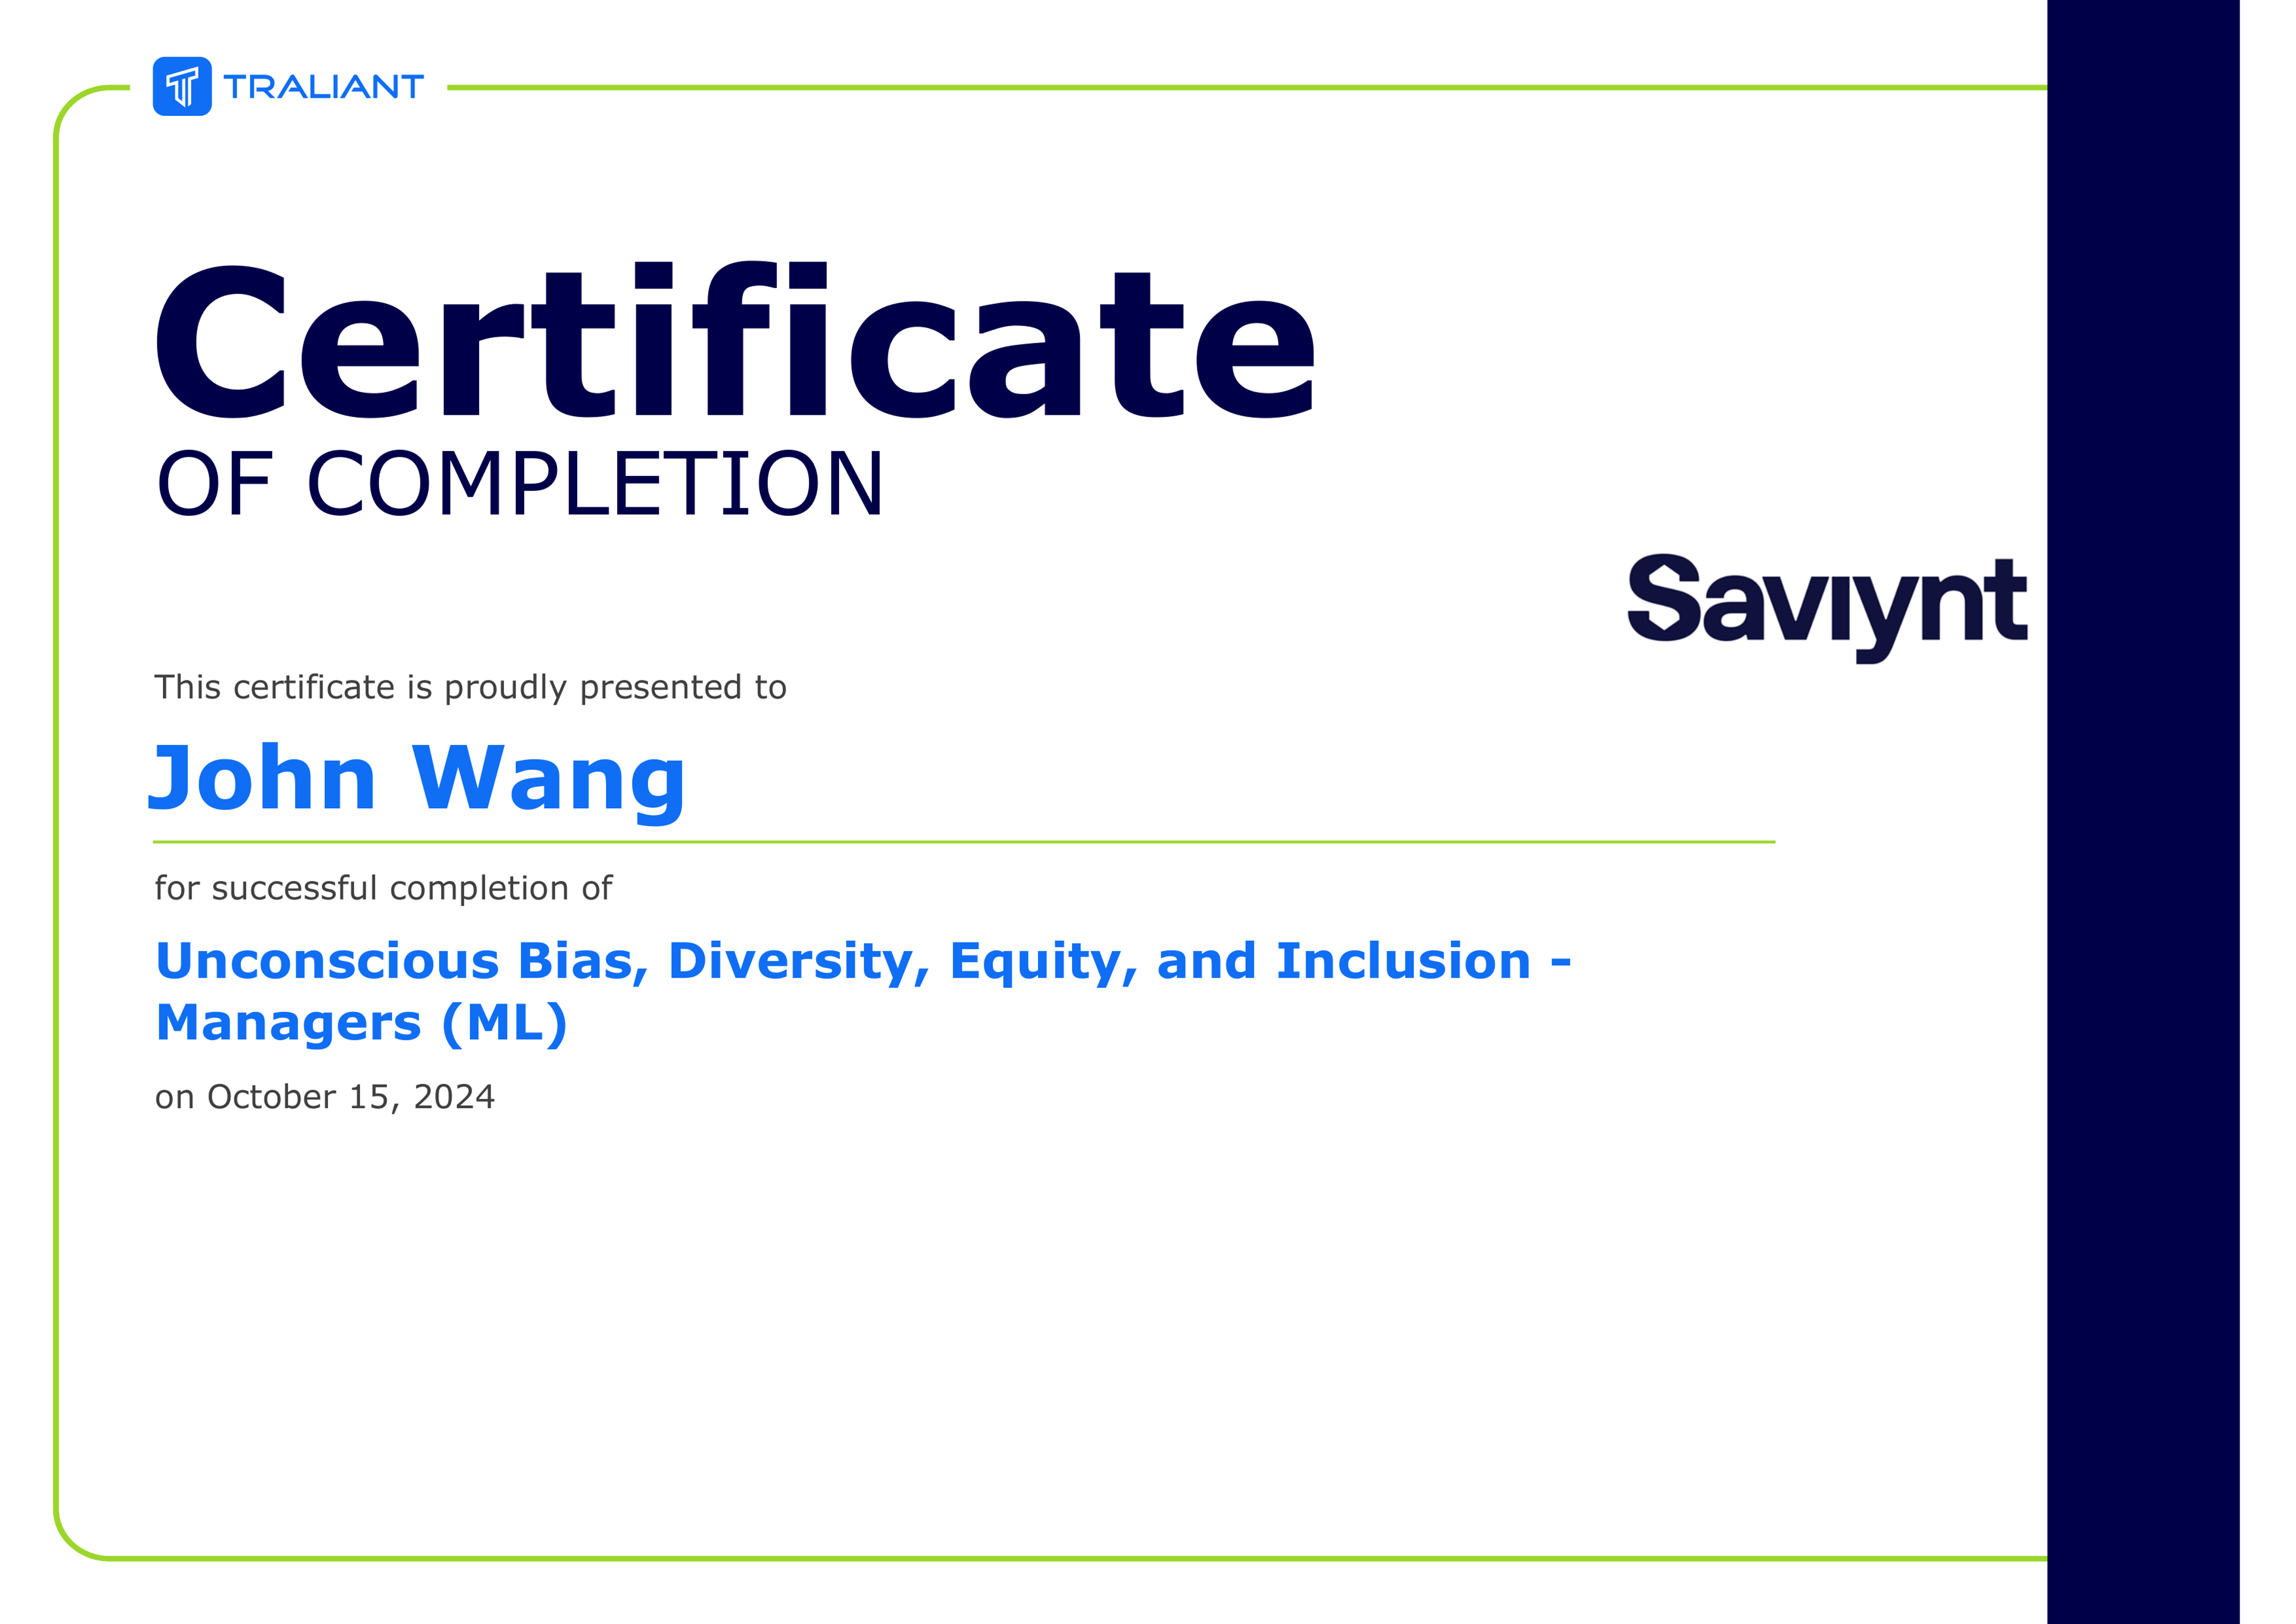 TRALIANT
Certificate
OF COMPLETION
Saviynt
This certificate is proudly presented to
John Wang
for successful completion of
Unconscious Bias, Diversity, Equity, and Inclusion -
Managers (ML)
on October 15, 2024